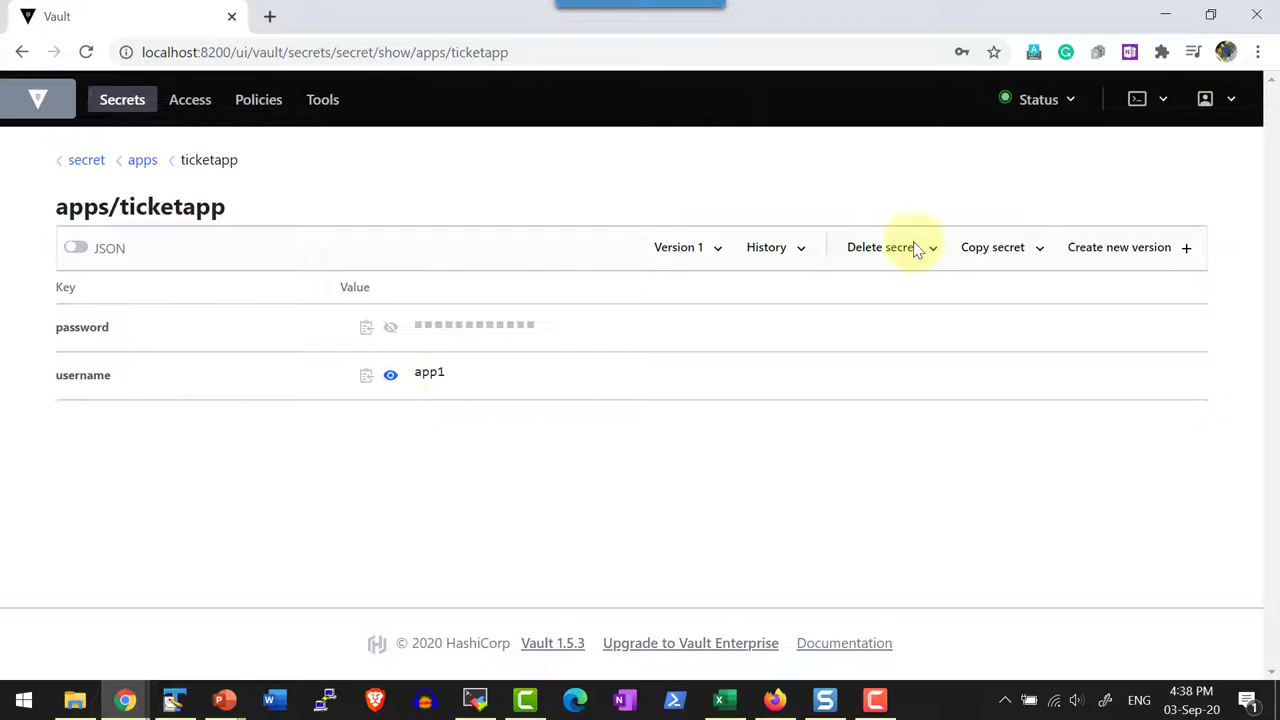 Vault
localhost:8200/ui/vault/secrets/secret/show/apps/ticketapp
Secrets Access Policies Tools Status
secret apps ticketapp
apps/ticketapp
JSON Version 1 History Delete secret Copy secret Create new version +
Key Value
password
username app1
© 2020 HashiCorp Vault 1.5.3 Upgrade to Vault Enterprise Documentation
ENG 4:38 PM
03-Sep-20